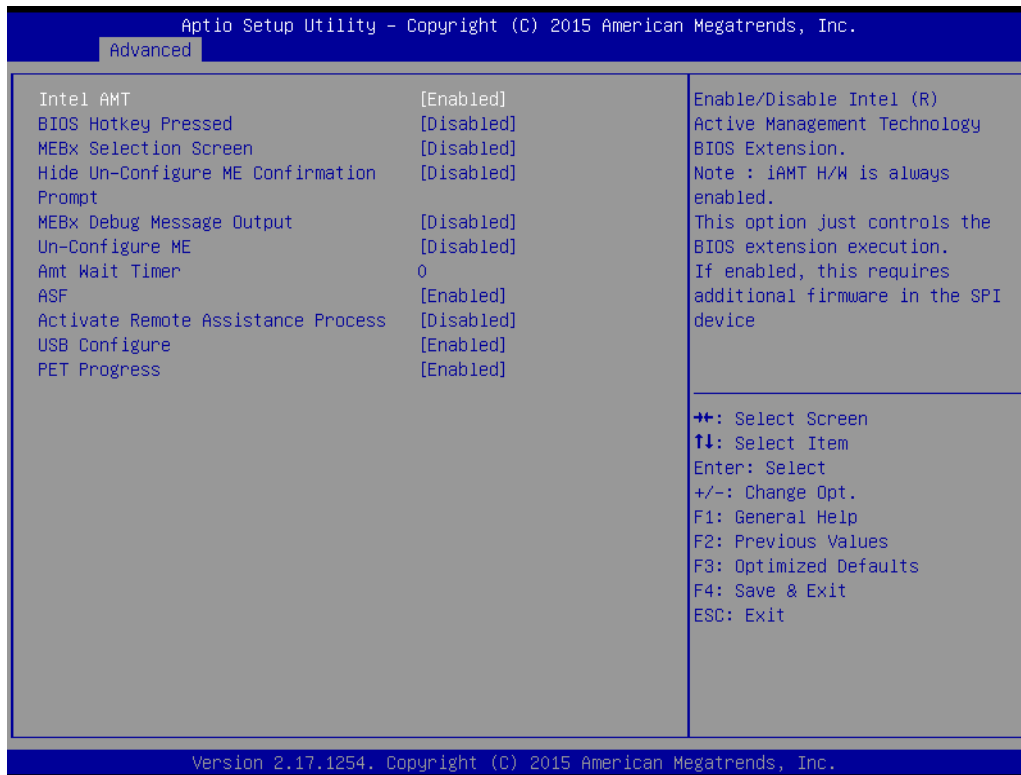 Aptio Setup Utility – Copyright (C) 2015 American Megatrends, Inc.
Advanced
Intel AMT [Enabled]
BIOS Hotkey Pressed [Disabled]
MEBx Selection Screen [Disabled]
Hide Un-Configure ME Confirmation [Disabled]
Prompt
MEBx Debug Message Output [Disabled]
Un-Configure ME [Disabled]
Amt Wait Timer 0
ASF [Enabled]
Activate Remote Assistance Process [Disabled]
USB Configure [Enabled]
PET Progress [Enabled]
Enable/Disable Intel (R)
Active Management Technology
BIOS Extension.
Note : iAMT H/W is always
enabled.
This option just controls the
BIOS extension execution.
If enabled, this requires
additional firmware in the SPI
device
→←: Select Screen
↑↓: Select Item
Enter: Select
+/-: Change Opt.
F1: General Help
F2: Previous Values
F3: Optimized Defaults
F4: Save & Exit
ESC: Exit
Version 2.17.1254. Copyright (C) 2015 American Megatrends, Inc.